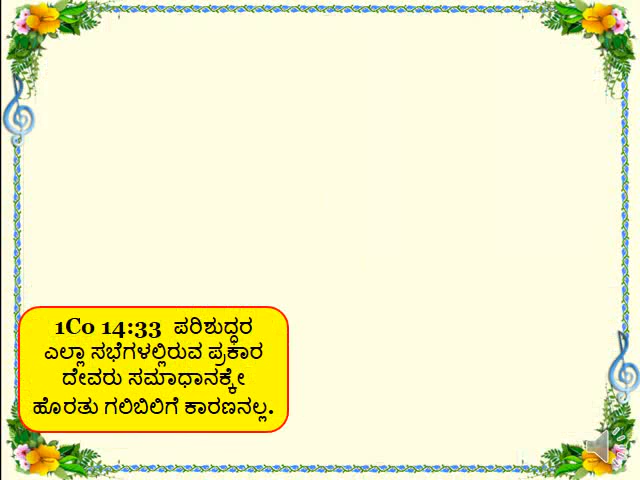 1Co 14:33 ಪರಿಶುದ್ಧರ
ಎಲ್ಲಾ ಸಭೆಗಳಲ್ಲಿರುವ ಪ್ರಕಾರ
ದೇವರು ಸಮಾಧಾನಕ್ಕೇ
ಹೊರತು ಗಲಿಬಿಲಿಗೆ ಕಾರಣನಲ್ಲ.